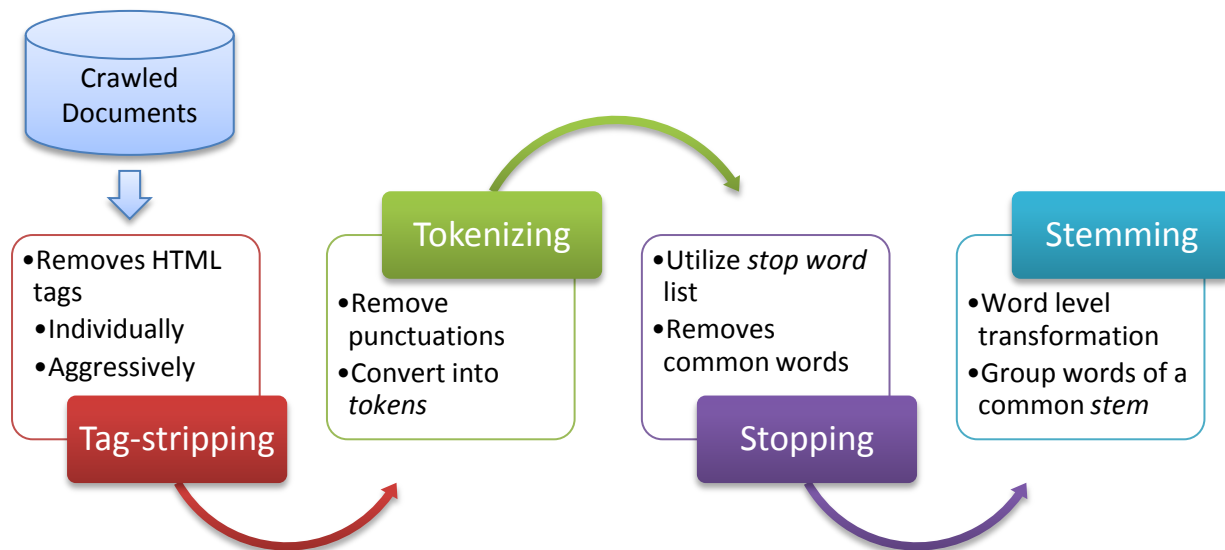 Crawled
Documents
•Removes HTML
tags
•Individually
•Aggressively
Tag-stripping
Tokenizing
•Remove
punctuations
•Convert into
tokens
•Utilize stop word
list
•Removes
common words
Stopping
Stemming
•Word level
transformation
•Group words of a
common stem